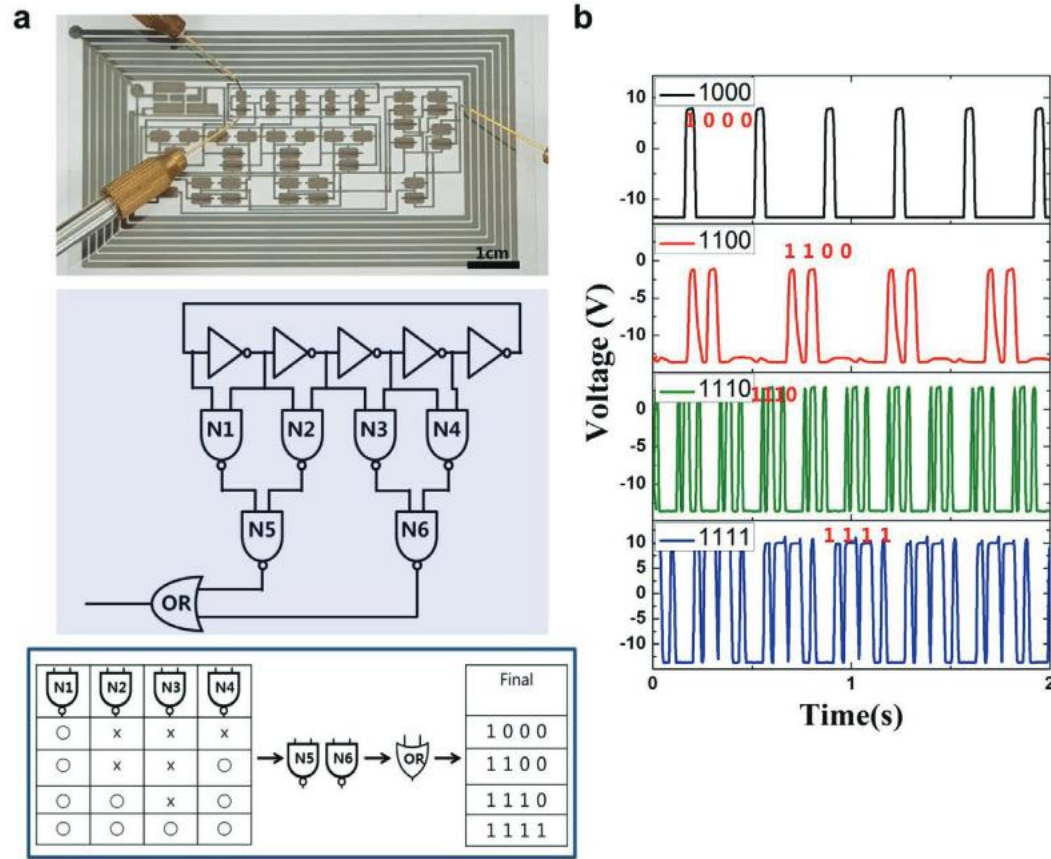 a
1cm
N1 N2 N3 N4
N5 N6
OR
N1 N2 N3 N4
○ x x x
○ x x ○
○ ○ x ○
○ ○ ○ ○
N5 N6 OR
Final
1 0 0 0
1 1 0 0
1 1 1 0
1 1 1 1
b
Voltage (V)
10
0
-10
1000
1 0 0 0
0
-5
-10
1100
1 1 0 0
0
-5
-10
1110
1110
10
5
0
-5
-10
1111
1 1 1 1
0 1 2
Time(s)